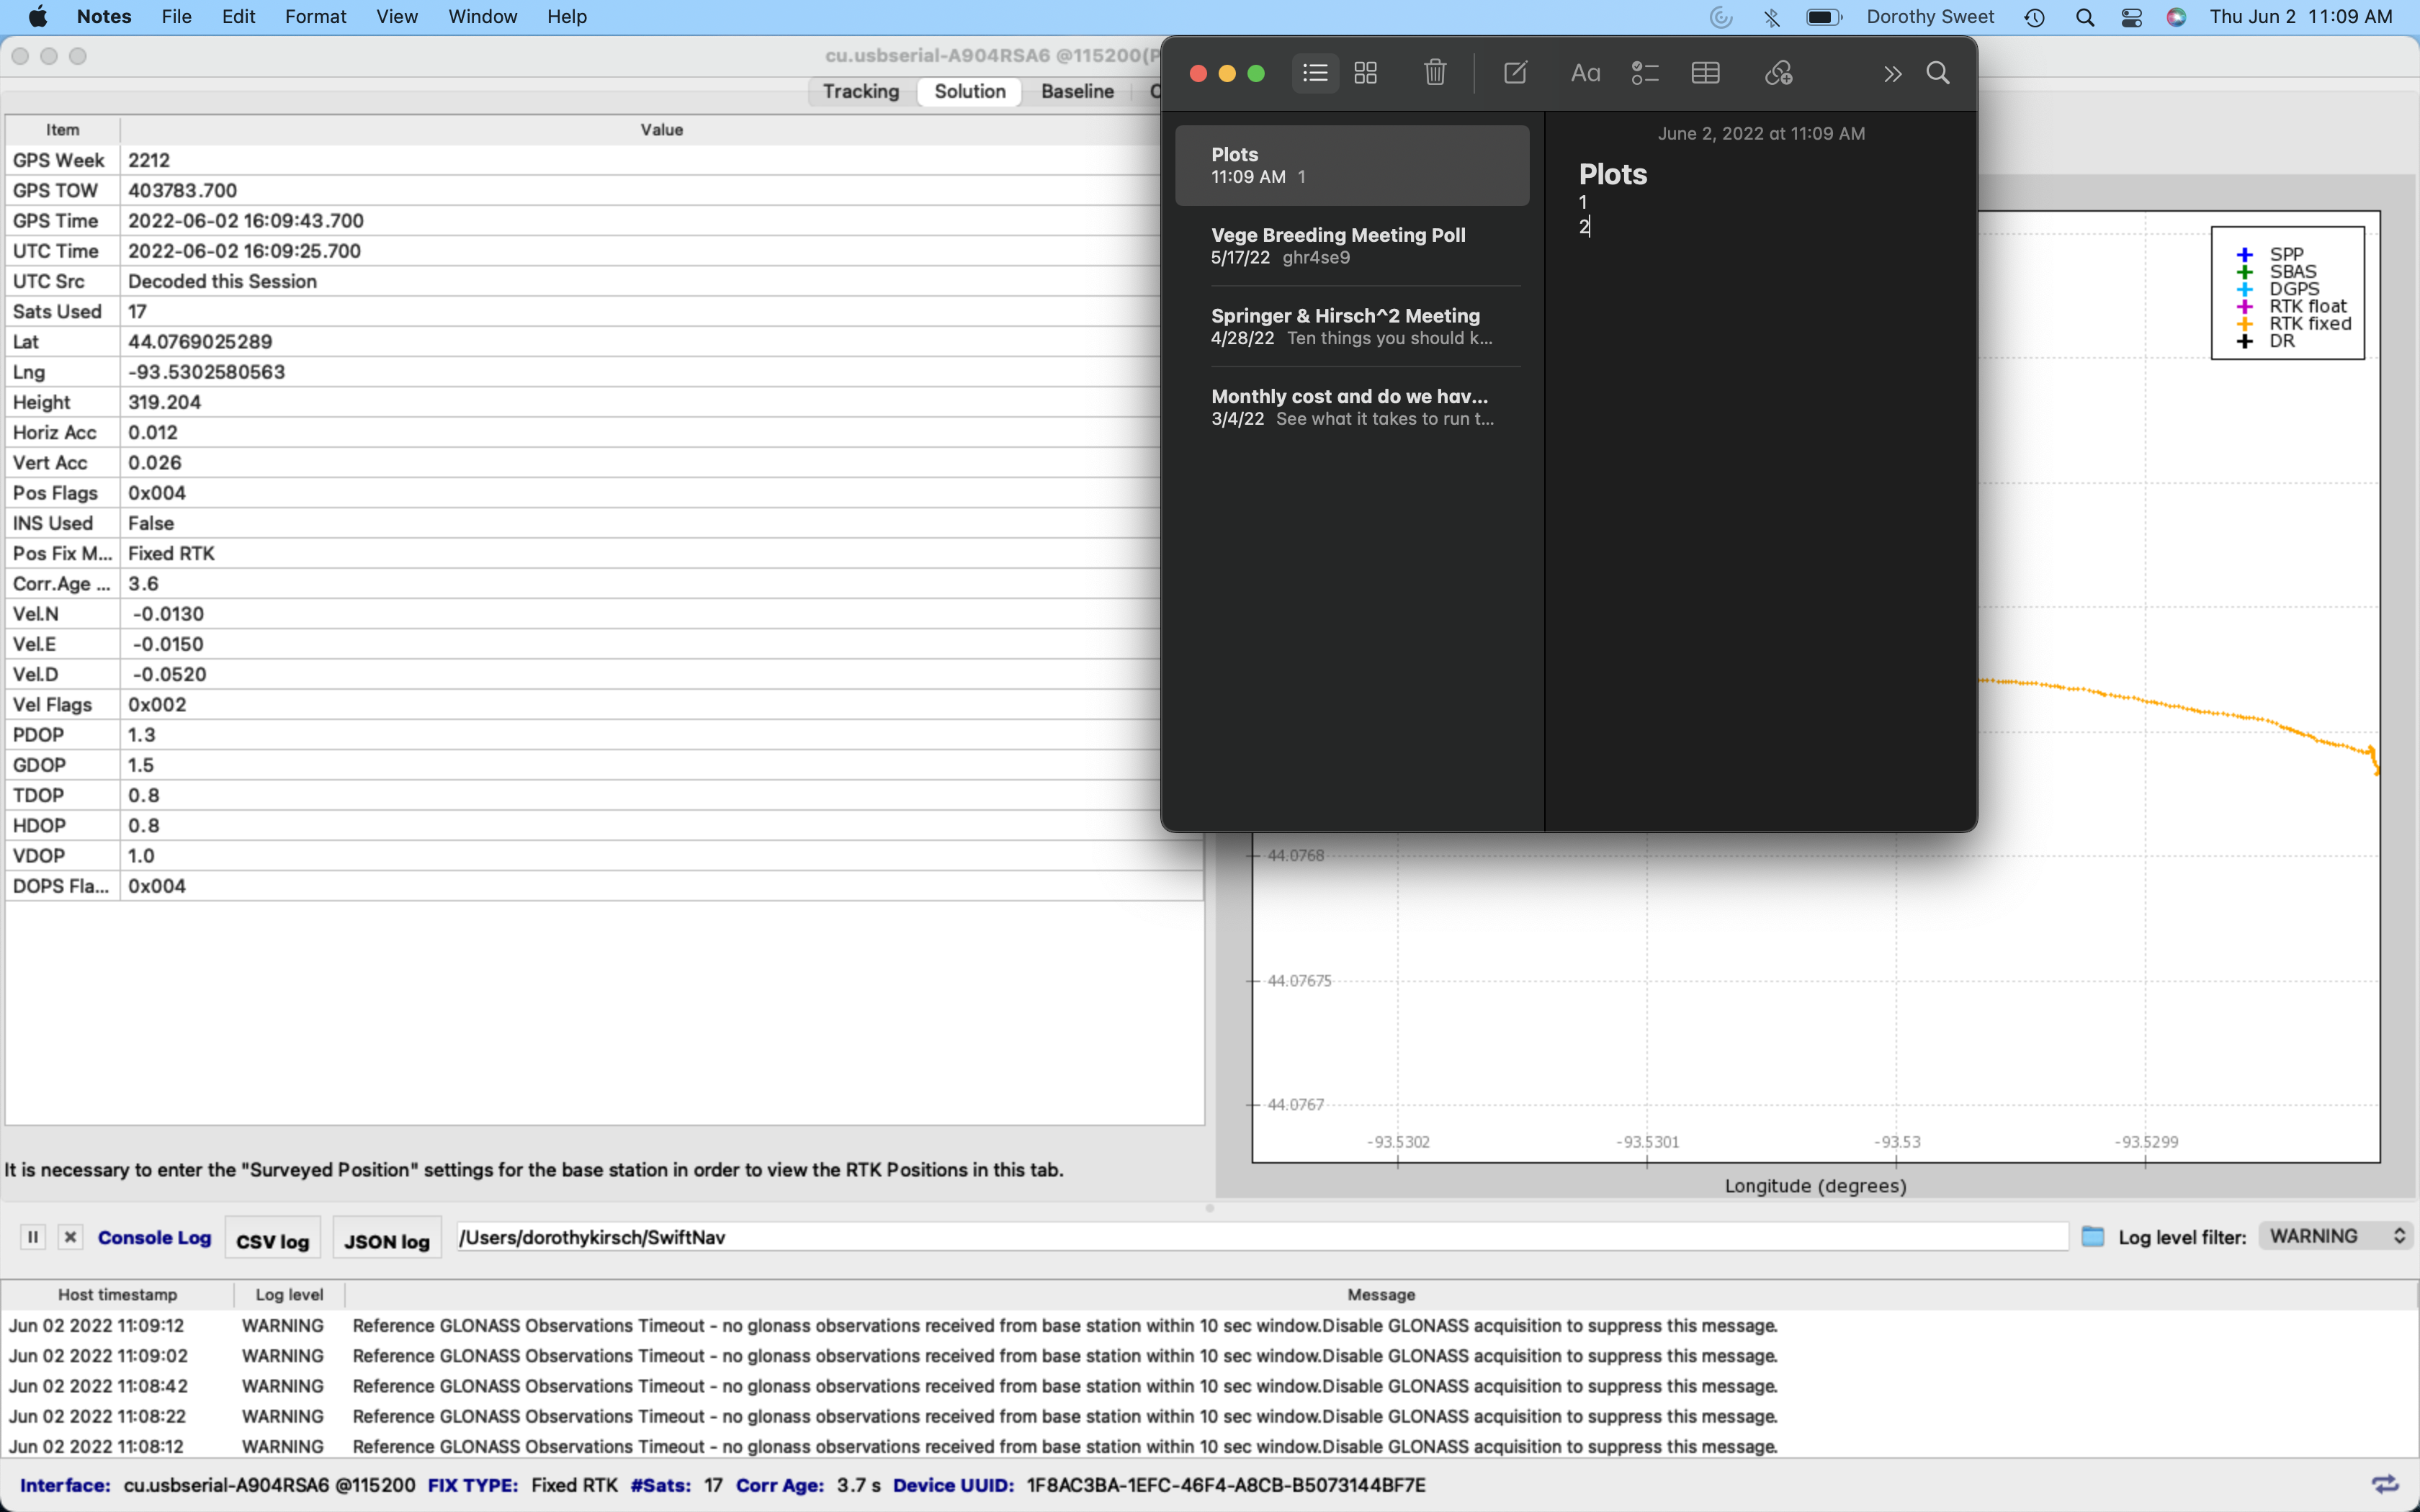 Notes File Edit Format View Window Help
Dorothy Sweet Thu Jun 2 11:09 AM
cu.usbserial-A904RSA6 @115200(P
Tracking Solution Baseline
Item Value
GPS Week 2212
GPS TOW 403783.700
GPS Time 2022-06-02 16:09:43.700
UTC Time 2022-06-02 16:09:25.700
UTC Src Decoded this Session
Sats Used 17
Lat 44.0769025289
Lng -93.5302580563
Height 319.204
Horiz Acc 0.012
Vert Acc 0.026
Pos Flags 0x004
INS Used False
Pos Fix M... Fixed RTK
Corr.Age ... 3.6
Vel.N -0.0130
Vel.E -0.0150
Vel.D -0.0520
Vel Flags 0x002
PDOP 1.3
GDOP 1.5
TDOP 0.8
HDOP 0.8
VDOP 1.0
DOPS Fla... 0x004
It is necessary to enter the "Surveyed Position" settings for the base station in order to view the RTK Positions in this tab.
Aa
Plots
11:09 AM 1
Vege Breeding Meeting Poll
5/17/22 ghr4se9
Springer & Hirsch^2 Meeting
4/28/22 Ten things you should k...
Monthly cost and do we hav...
3/4/22 See what it takes to run t...
June 2, 2022 at 11:09 AM
Plots
1
2
SPP
SBAS
DGPS
RTK float
RTK fixed
DR
44.0768
44.07675
44.0767
-93.5302 -93.5301 -93.53 -93.5299
Longitude (degrees)
Console Log CSV log JSON log /Users/dorothykirsch/SwiftNav Log level filter: WARNING
Host timestamp Log level Message
Jun 02 2022 11:09:12 WARNING Reference GLONASS Observations Timeout - no glonass observations received from base station within 10 sec window.Disable GLONASS acquisition to suppress this message.
Jun 02 2022 11:09:02 WARNING Reference GLONASS Observations Timeout - no glonass observations received from base station within 10 sec window.Disable GLONASS acquisition to suppress this message.
Jun 02 2022 11:08:42 WARNING Reference GLONASS Observations Timeout - no glonass observations received from base station within 10 sec window.Disable GLONASS acquisition to suppress this message.
Jun 02 2022 11:08:22 WARNING Reference GLONASS Observations Timeout - no glonass observations received from base station within 10 sec window.Disable GLONASS acquisition to suppress this message.
Jun 02 2022 11:08:12 WARNING Reference GLONASS Observations Timeout - no glonass observations received from base station within 10 sec window.Disable GLONASS acquisition to suppress this message.
Interface: cu.usbserial-A904RSA6 @115200 FIX TYPE: Fixed RTK #Sats: 17 Corr Age: 3.7 s Device UUID: 1F8AC3BA-1EFC-46F4-A8CB-B5073144BF7E